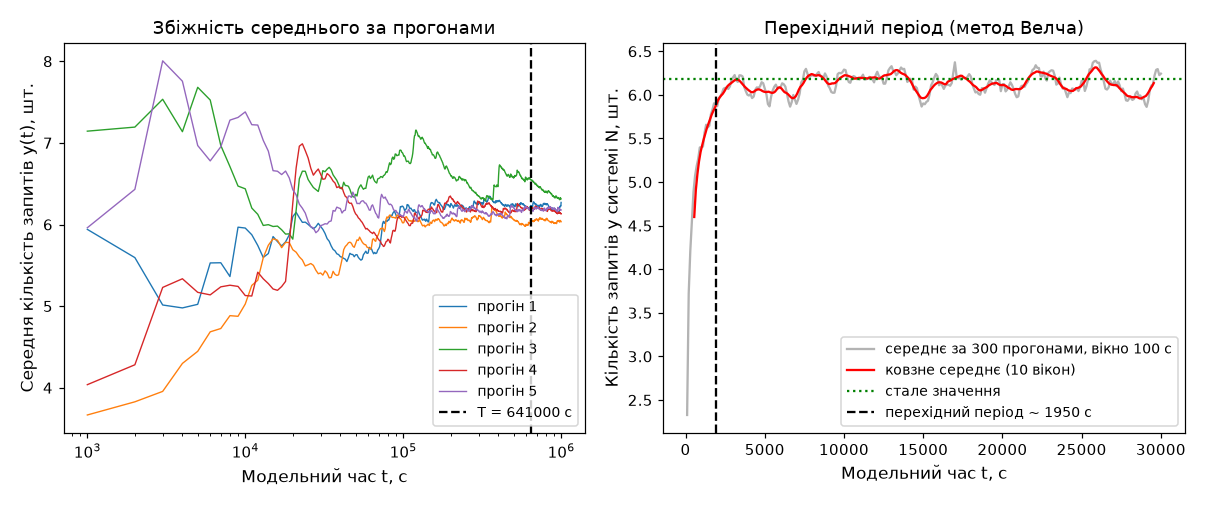 Збіжність середнього за прогонами
Середня кількість запитів y(t), шт.
8
7
6
5
4
10³
10⁴
10⁵
10⁶
Модельний час t, с
прогін 1
прогін 2
прогін 3
прогін 4
прогін 5
T = 641000 с
Перехідний період (метод Велча)
Кількість запитів у системі N, шт.
6.5
6.0
5.5
5.0
4.5
4.0
3.5
3.0
2.5
0
5000
10000
15000
20000
25000
30000
Модельний час t, с
середнє за 300 прогонами, вікно 100 с
ковзне середнє (10 вікон)
стале значення
перехідний період ~ 1950 с